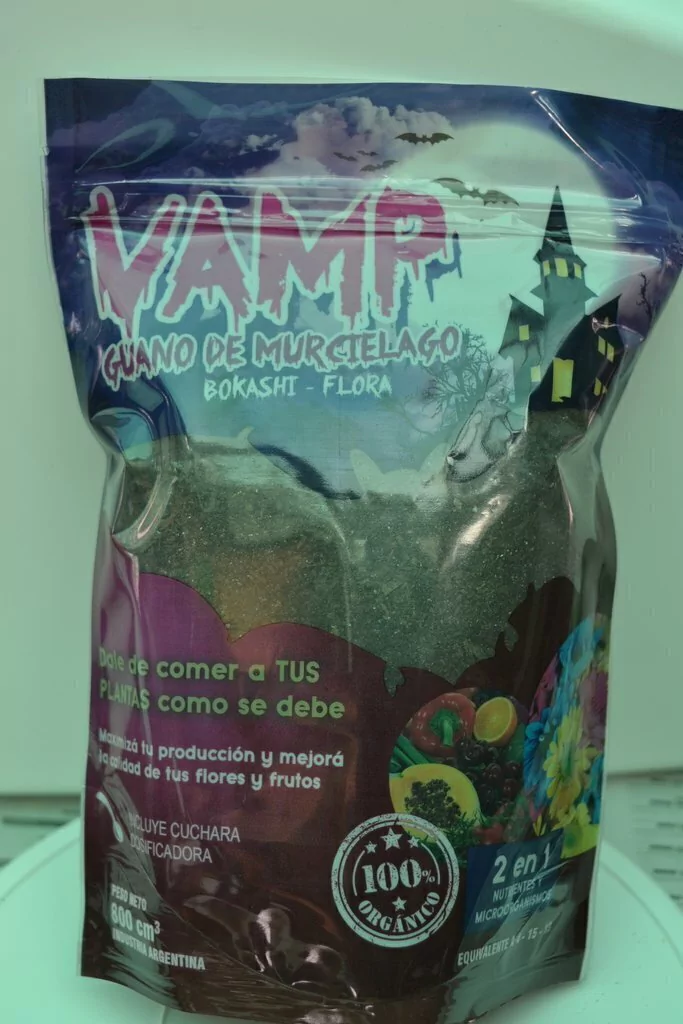 VAMP
GUANO DE MURCIELAGO
BOKASHI - FLORA
Dale de comer a TUS
PLANTAS como se debe
Maximizá tu producción y mejorá
la calidad de tus flores y frutos
INCLUYE CUCHARA
DOSIFICADORA
PESO NETO
800 cm³
INDUSTRIA ARGENTINA
100%
ORGÁNICO
2 en 1
NUTRIENTES Y
MICROORGANISMOS
EQUIVALENTE A